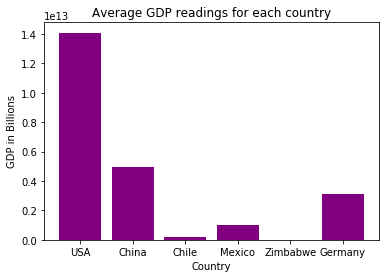 Average GDP readings for each country
1e13
1.4
1.2
1.0
0.8
0.6
0.4
0.2
0.0
GDP in Billions
USA China Chile Mexico Zimbabwe Germany
Country